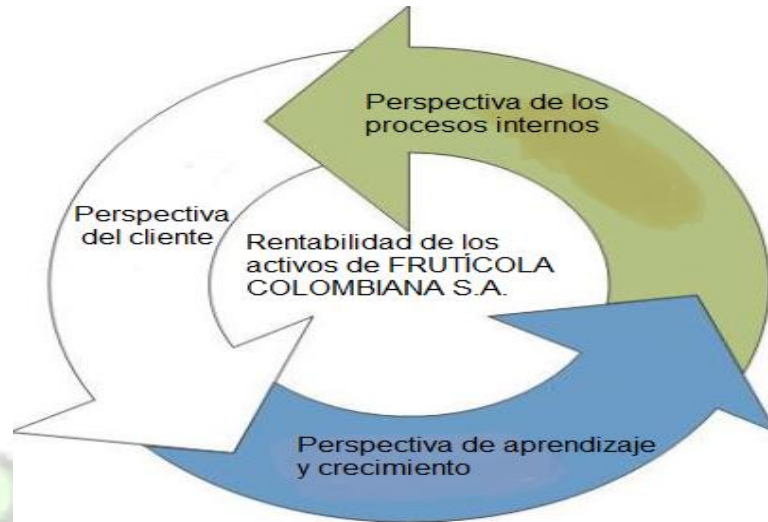 Perspectiva de los
procesos internos
Perspectiva
del cliente
Rentabilidad de los
activos de FRUTÍCOLA
COLOMBIANA S.A.
Perspectiva de aprendizaje
y crecimiento